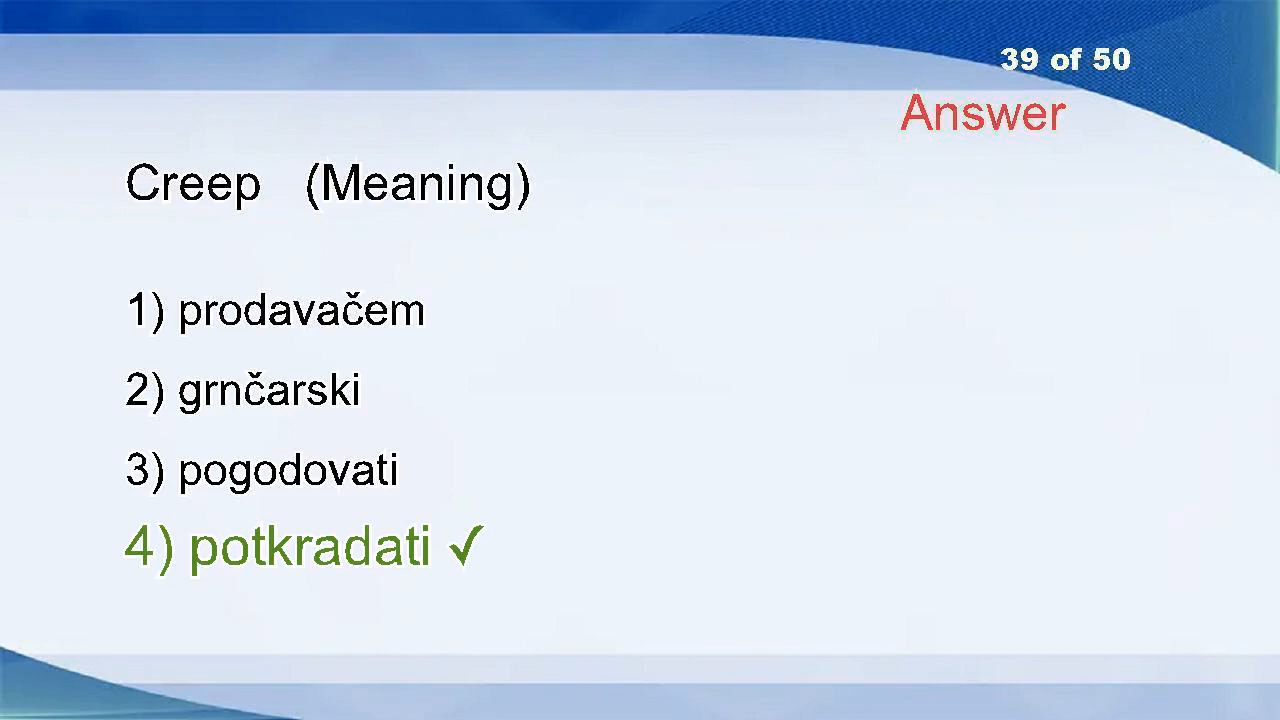 39 of 50
Answer
Creep (Meaning)
1) prodavačem
2) grnčarski
3) pogodovati
4) potkradati ✓